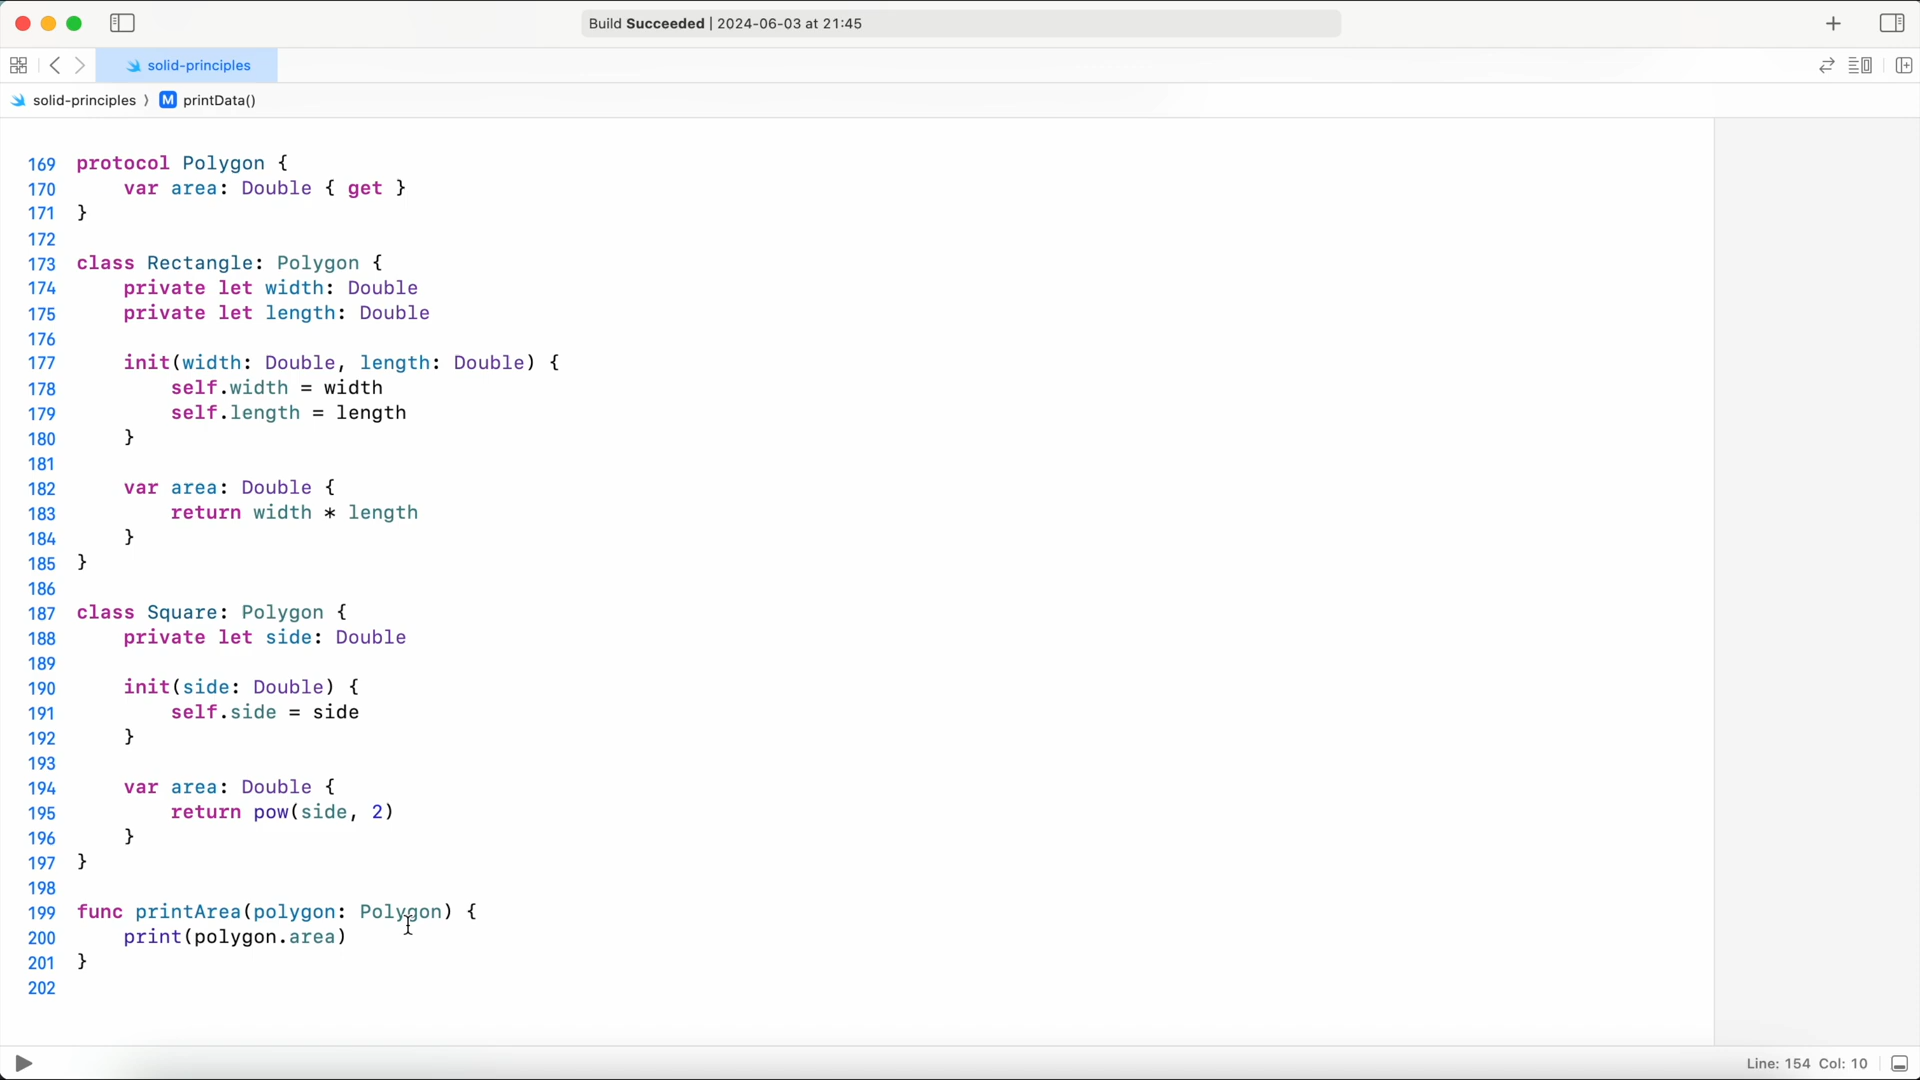 Build Succeeded | 2024-06-03 at 21:45
solid-principles
solid-principles 〉 M printData()
169 protocol Polygon {
170     var area: Double { get }
171 }
172
173 class Rectangle: Polygon {
174     private let width: Double
175     private let length: Double
176
177     init(width: Double, length: Double) {
178         self.width = width
179         self.length = length
180     }
181
182     var area: Double {
183         return width * length
184     }
185 }
186
187 class Square: Polygon {
188     private let side: Double
189
190     init(side: Double) {
191         self.side = side
192     }
193
194     var area: Double {
195         return pow(side, 2)
196     }
197 }
198
199 func printArea(polygon: Polygon) {
200     print(polygon.area)
201 }
202
Line: 154 Col: 10